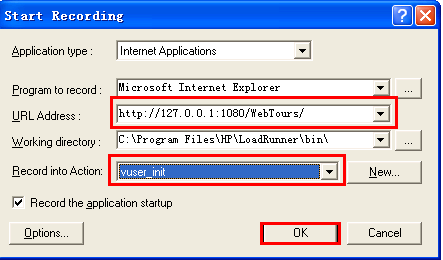 Start Recording
Application type : Internet Applications
Program to record : Microsoft Internet Explorer ...
URL Address : http://127.0.0.1:1080/WebTours/
Working directory : C:\Program Files\HP\LoadRunner\bin\ ...
Record into Action: vuser_init New...
Record the application startup
Options... OK Cancel